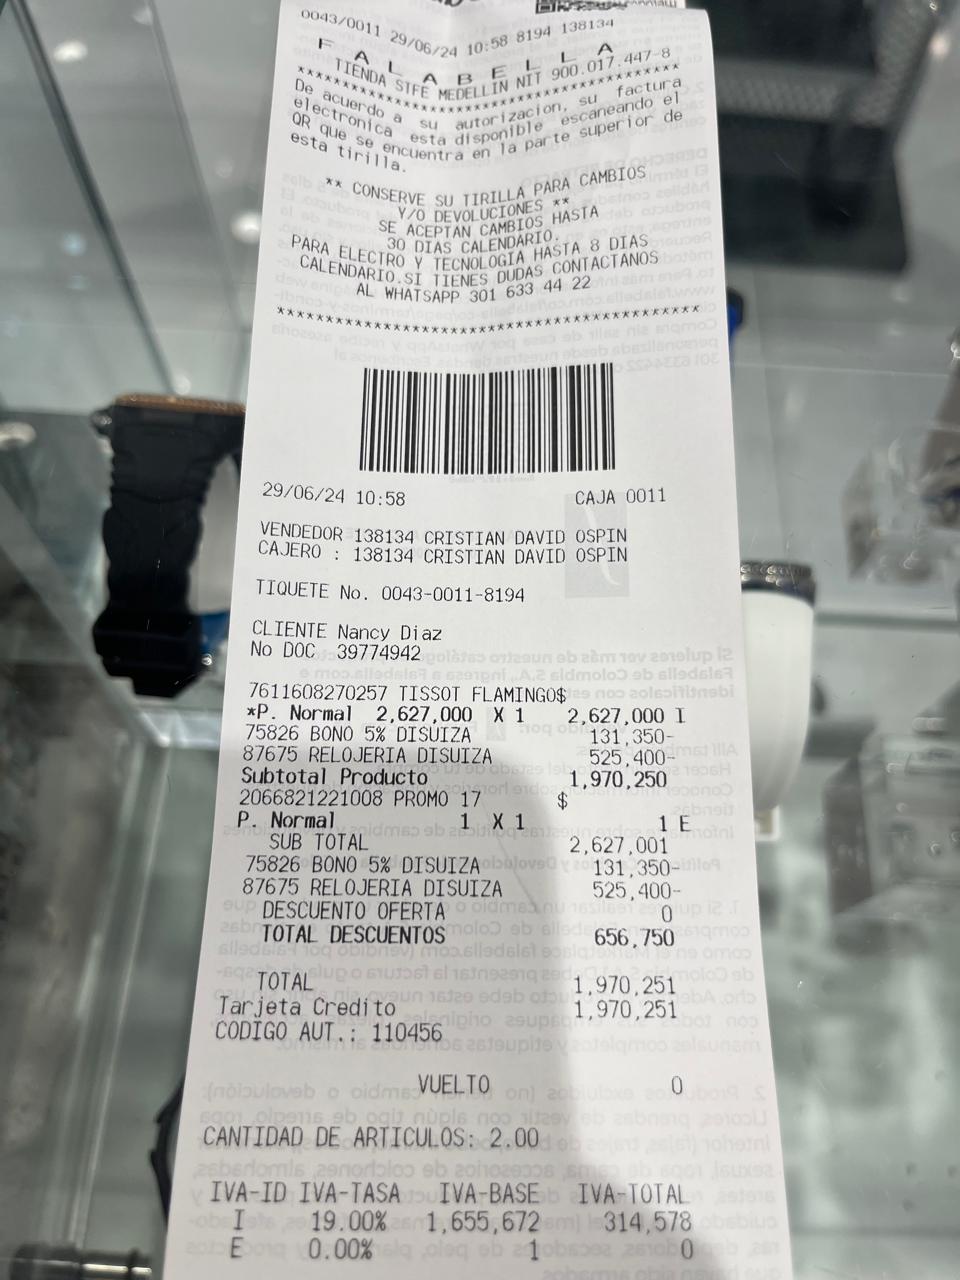 0043/0011 29/06/24 10:58 8194 138134
F A L A B E L L A
TIENDA STFE MEDELLIN NIT 900.017.447-8
****************************************
De acuerdo a su autorizacion, su factura
electronica esta disponible escaneando el
QR que se encuentra en la parte superior de
esta tirilla.
** CONSERVE SU TIRILLA PARA CAMBIOS
Y/O DEVOLUCIONES **
SE ACEPTAN CAMBIOS HASTA
30 DIAS CALENDARIO.
PARA ELECTRO Y TECNOLOGIA HASTA 8 DIAS
CALENDARIO.SI TIENES DUDAS CONTACTANOS
AL WHATSAPP 301 633 44 22
********************************************
29/06/24 10:58 CAJA 0011
VENDEDOR 138134 CRISTIAN DAVID OSPIN
CAJERO : 138134 CRISTIAN DAVID OSPIN
TIQUETE No. 0043-0011-8194
CLIENTE Nancy Diaz
No DOC 39774942
7611608270257 TISSOT FLAMINGO$
*P. Normal 2,627,000 X 1 2,627,000 I
75826 BONO 5% DISUIZA 131,350-
87675 RELOJERIA DISUIZA 525,400-
Subtotal Producto 1,970,250
2066821221008 PROMO 17 $
P. Normal 1 X 1 1 E
SUB TOTAL 2,627,001
75826 BONO 5% DISUIZA 131,350-
87675 RELOJERIA DISUIZA 525,400-
DESCUENTO OFERTA 0
TOTAL DESCUENTOS 656,750
TOTAL 1,970,251
Tarjeta Credito 1,970,251
CODIGO AUT.: 110456
VUELTO 0
CANTIDAD DE ARTICULOS: 2.00
IVA-ID IVA-TASA IVA-BASE IVA-TOTAL
I 19.00% 1,655,672 314,578
E 0.00% 1 0